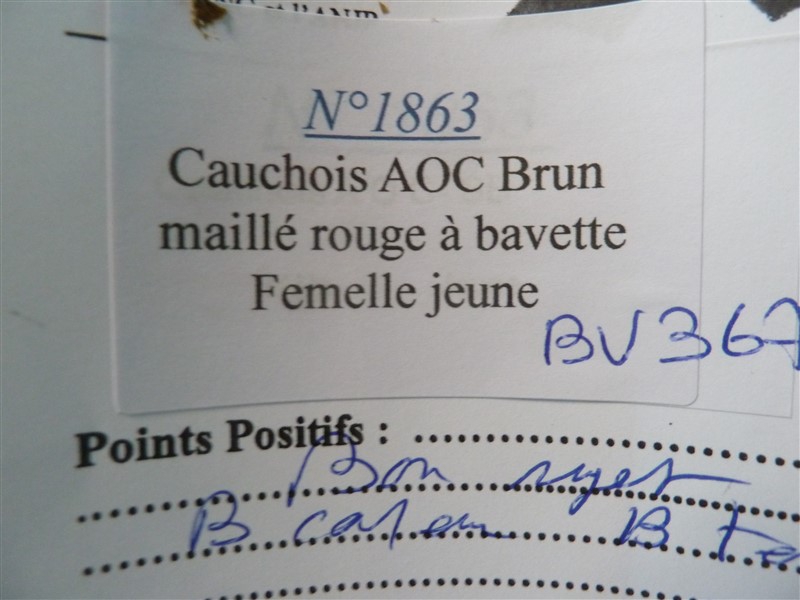 N°1863
Cauchois AOC Brun
maillé rouge à bavette
Femelle jeune
BV367
Points Positifs :
Bon sujet
B B